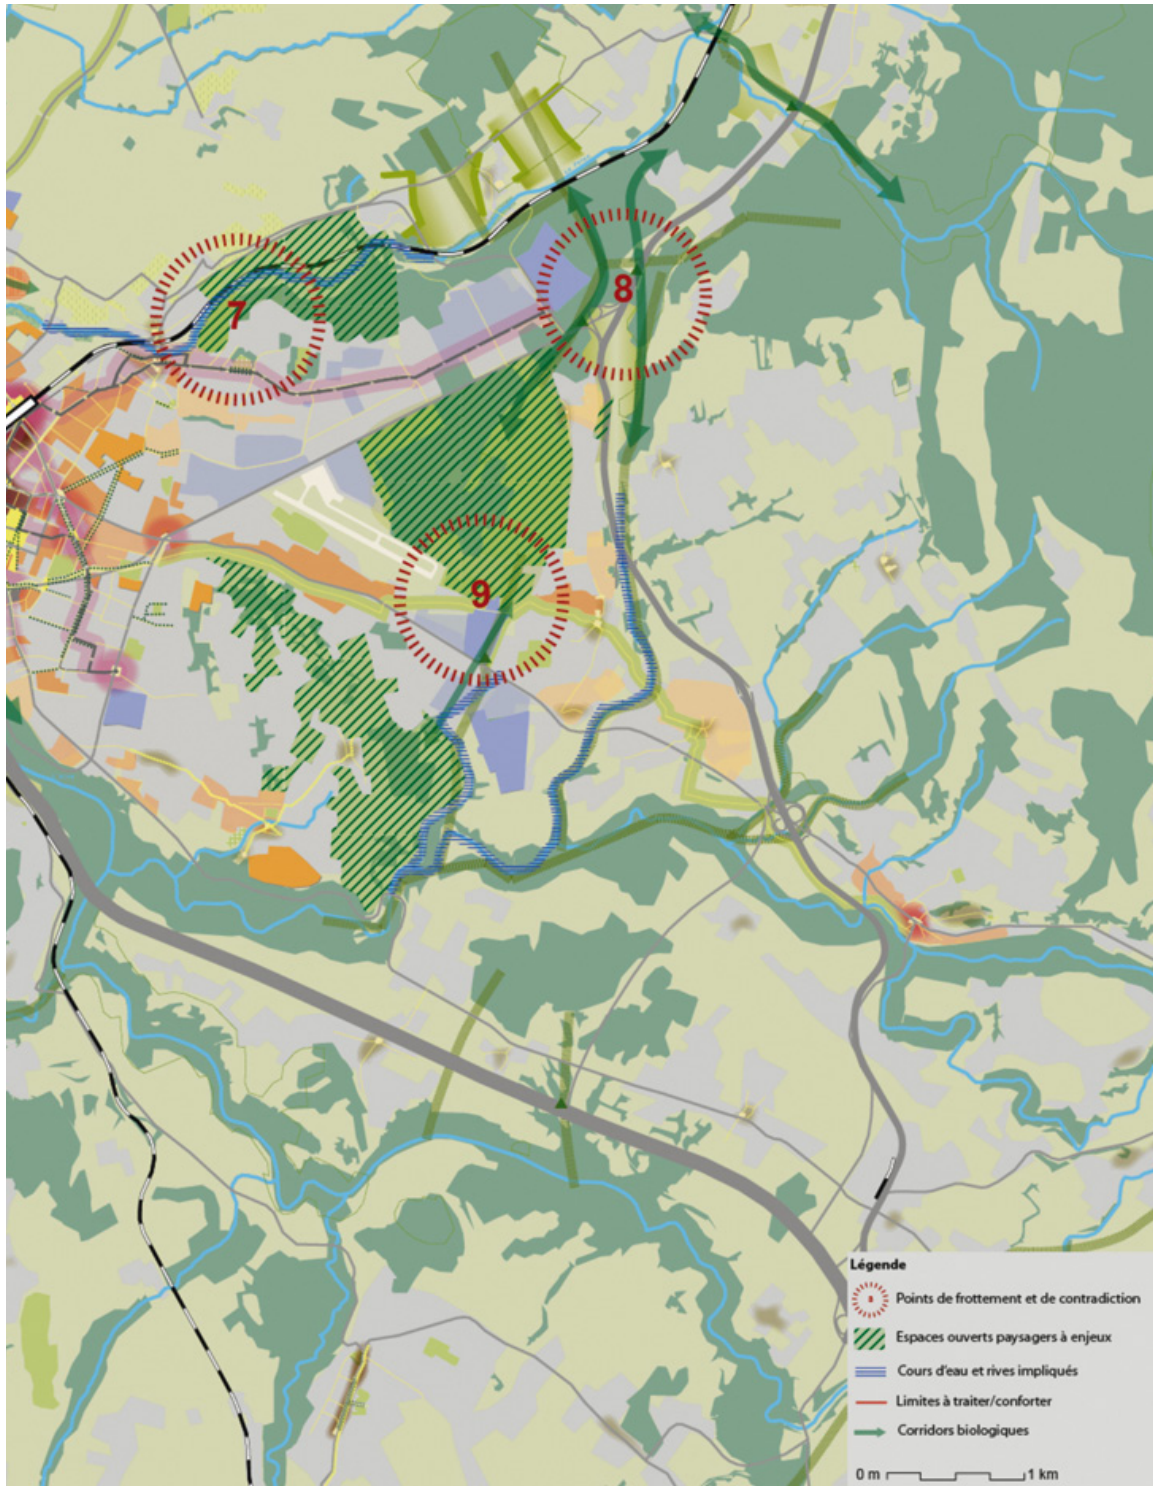 7
8
9
Légende
8
Points de frottement et de contradiction
Espaces ouverts paysagers à enjeux
Cours d'eau et rives impliqués
Limites à traiter/conforter
Corridors biologiques
0 m
1 km